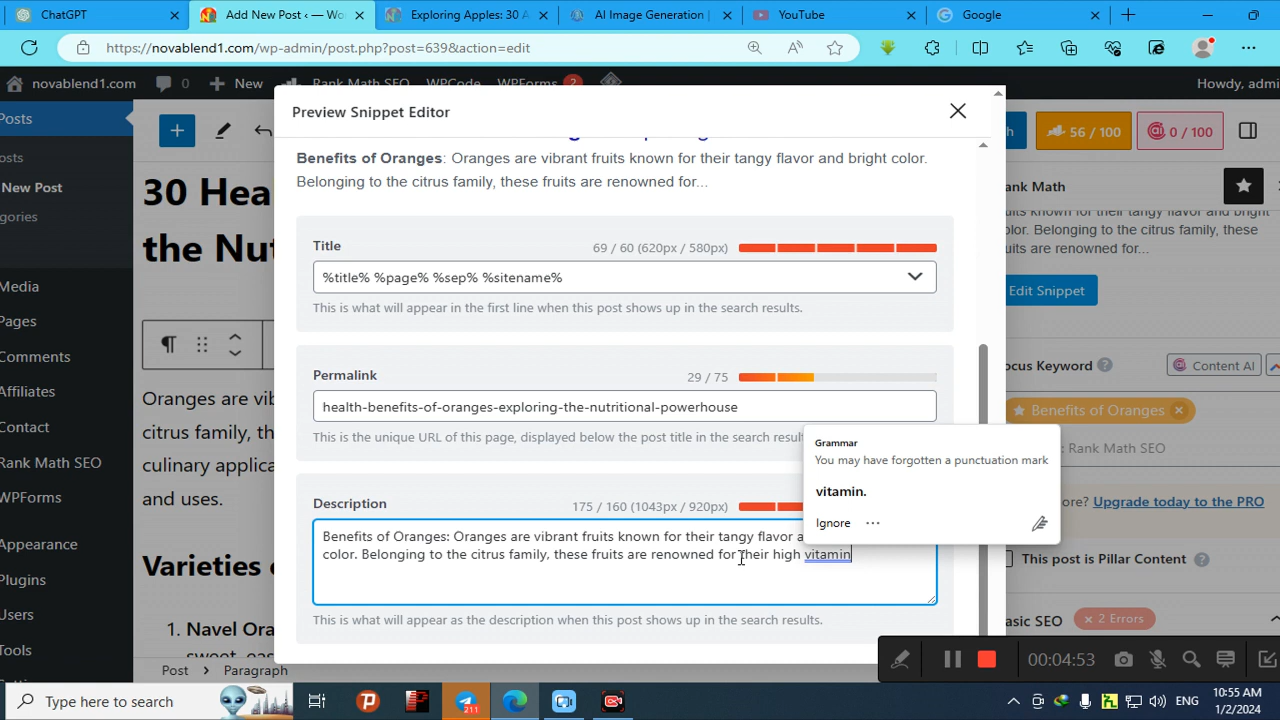 ChatGPT
Add New Post ‹ — Wo
Exploring Apples: 30 A
AI Image Generation |
YouTube
Google
https://novablend1.com/wp-admin/post.php?post=639&action=edit
novablend1.com
0
New
Rank Math SEO
WPCode
WPForms
2
Howdy, admi
Posts
osts
New Post
gories
Media
Pages
Comments
Affiliates
Contact
Rank Math SEO
WPForms
Appearance
Plugins
Users
Tools
30 Hea
the Nut
Oranges are vib
citrus family, th
culinary applica
and uses.
Varieties o
1. Navel Ora
Post
Paragraph
Preview Snippet Editor
Benefits of Oranges: Oranges are vibrant fruits known for their tangy flavor and bright color.
Belonging to the citrus family, these fruits are renowned for...
Title
69 / 60 (620px / 580px)
%title% %page% %sep% %sitename%
This is what will appear in the first line when this post shows up in the search results.
Permalink
29 / 75
health-benefits-of-oranges-exploring-the-nutritional-powerhouse
This is the unique URL of this page, displayed below the post title in the search resul
Description
175 / 160 (1043px / 920px)
Benefits of Oranges: Oranges are vibrant fruits known for their tangy flavor a
color. Belonging to the citrus family, these fruits are renowned for their high vitamin
This is what will appear as the description when this post shows up in the search results.
Grammar
You may have forgotten a punctuation mark
vitamin.
Ignore
56 / 100
0 / 100
ank Math
uits known for their tangy flavor and bright
color. Belonging to the citrus family, these
uits are renowned for...
Edit Snippet
ocus Keyword
Content AI
Benefits of Oranges
Rank Math SEO
ore? Upgrade today to the PRO
This post is Pillar Content
asic SEO
2 Errors
00:04:53
Type here to search
211
ENG
10:55 AM
1/2/2024